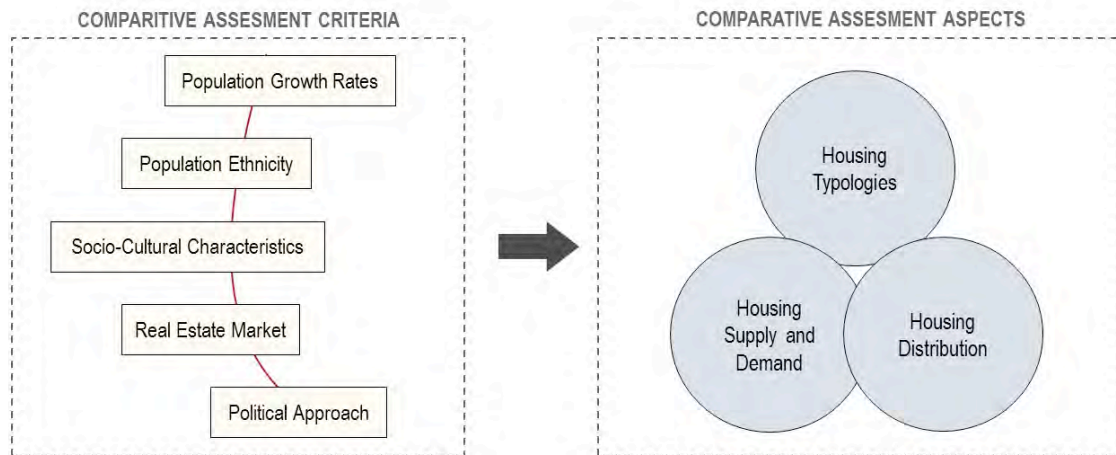 COMPARITIVE ASSESMENT CRITERIA
Population Growth Rates
Population Ethnicity
Socio-Cultural Characteristics
Real Estate Market
Political Approach
COMPARATIVE ASSESMENT ASPECTS
Housing
Typologies
Housing
Supply and
Demand
Housing
Distribution